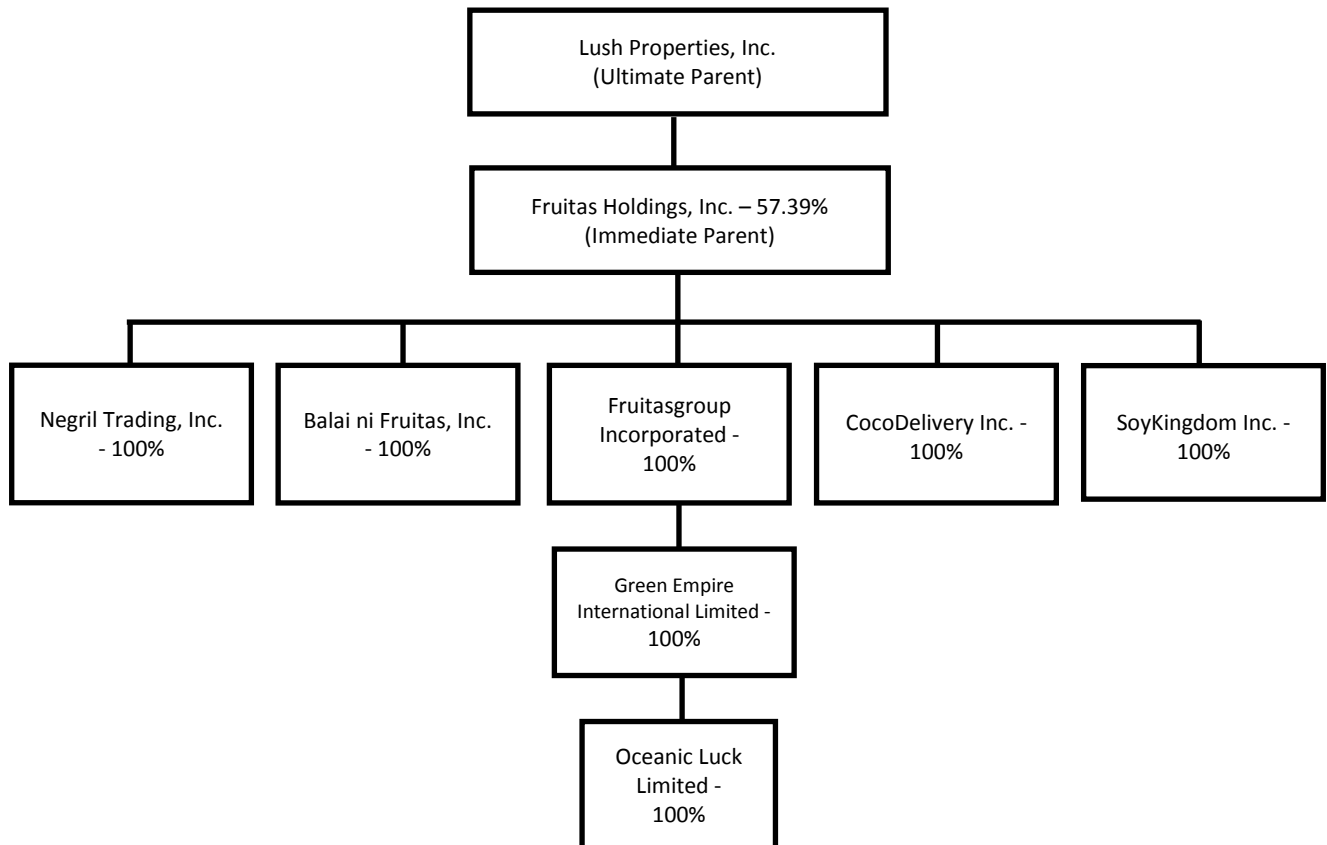 Lush Properties, Inc.
(Ultimate Parent)
Fruitas Holdings, Inc. – 57.39%
(Immediate Parent)
Negril Trading, Inc.
- 100%
Balai ni Fruitas, Inc.
- 100%
Fruitasgroup
Incorporated -
100%
CocoDelivery Inc. -
100%
SoyKingdom Inc. -
100%
Green Empire
International Limited -
100%
Oceanic Luck
Limited -
100%